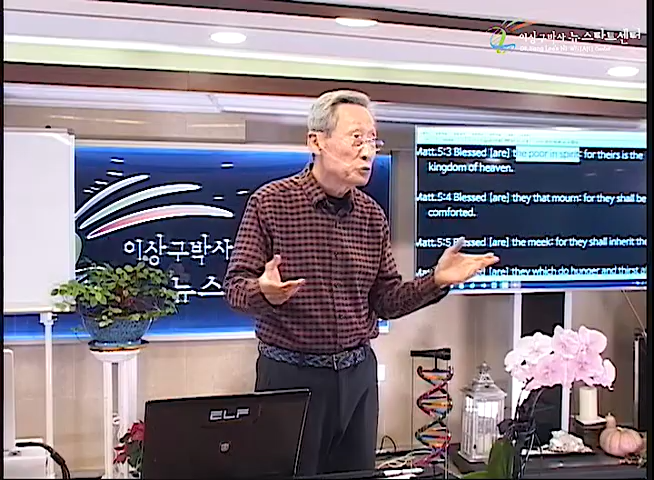 이상구박사 뉴스타트센터
Matt.5:3 Blessed [are] the poor in spirit: for theirs is the
kingdom of heaven.
Matt.5:4 Blessed [are] they that mourn: for they shall be
comforted.
Matt.5:5 Blessed [are] the meek: for they shall inherit the
Blessed [are] they which do hunger and thirst
이상구박사
뉴스
ELF